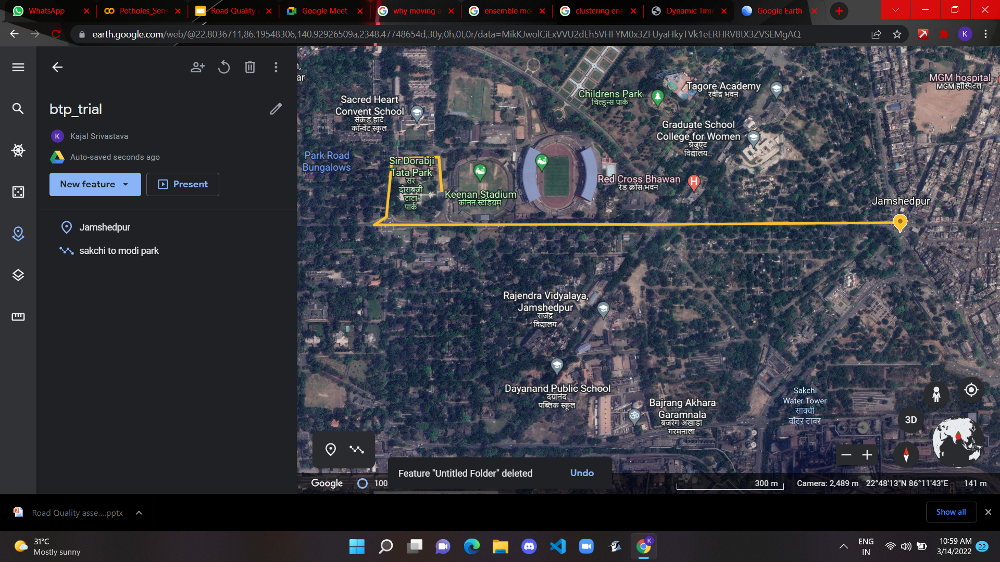 WhatsApp
Potholes_Sens
Road Quality a
Google Meet
why moving a
ensemble mo
clustering ens
Dynamic Time
Google Earth
earth.google.com/web/@22.8036711,86.19548306,140.92926509a,2348.47748654d,30y,0h,0t,0r/data=MikKJwolCiExVVU2dEh5VHFYM0x3ZFUyaHkyTVk1eERHRV8tX3ZVSEMgAQ
K
btp_trial
K
Kajal Srivastava
Auto-saved seconds ago
New feature
Present
Jamshedpur
sakchi to modi park
ar
Sacred Heart
Convent School
सेक्रेड हार्ट
कॉन्वेंट स्कूल
Park Road
Bungalows
Sir Dorabji
Tata Park
सर
दोराबजी
टाटा
पार्क
Keenan Stadium
कीनन स्टेडियम
Childrens Park
चिल्ड्रन्स पार्क
Tagore Academy
रवींद्र भवन
MGM hospital
MGM हॉस्पिटल
Graduate School
College for Women
ग्रेजुएट
विद्यालय...
Red Cross Bhawan
रेड क्रॉस भवन
H
Jamshedpur
Rajendra Vidyalaya,
Jamshedpur
राजेंद्र
विद्यालय
Dayanand Public School
दयानंद
पब्लिक स्कूल
Bajrang Akhara
Garamnala
बजरंग अखाडा
गरमनाला
Sakchi
Water Tower
साक्ची
वॉटर टावर
3D
Feature "Untitled Folder" deleted
Undo
Google
100
300 m
Camera: 2,489 m
22°48'13"N 86°11'43"E
141 m
Road Quality asse....pptx
Show all
31°C
Mostly sunny
K
ENG
IN
10:59 AM
3/14/2022
22